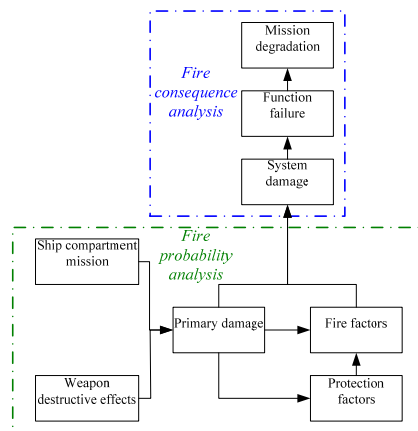 Mission
degradation
Fire
consequence
analysis
Function
failure
System
damage
Fire
probability
analysis
Ship compartment
mission
Primary damage
Fire factors
Weapon
destructive effects
Protection
factors